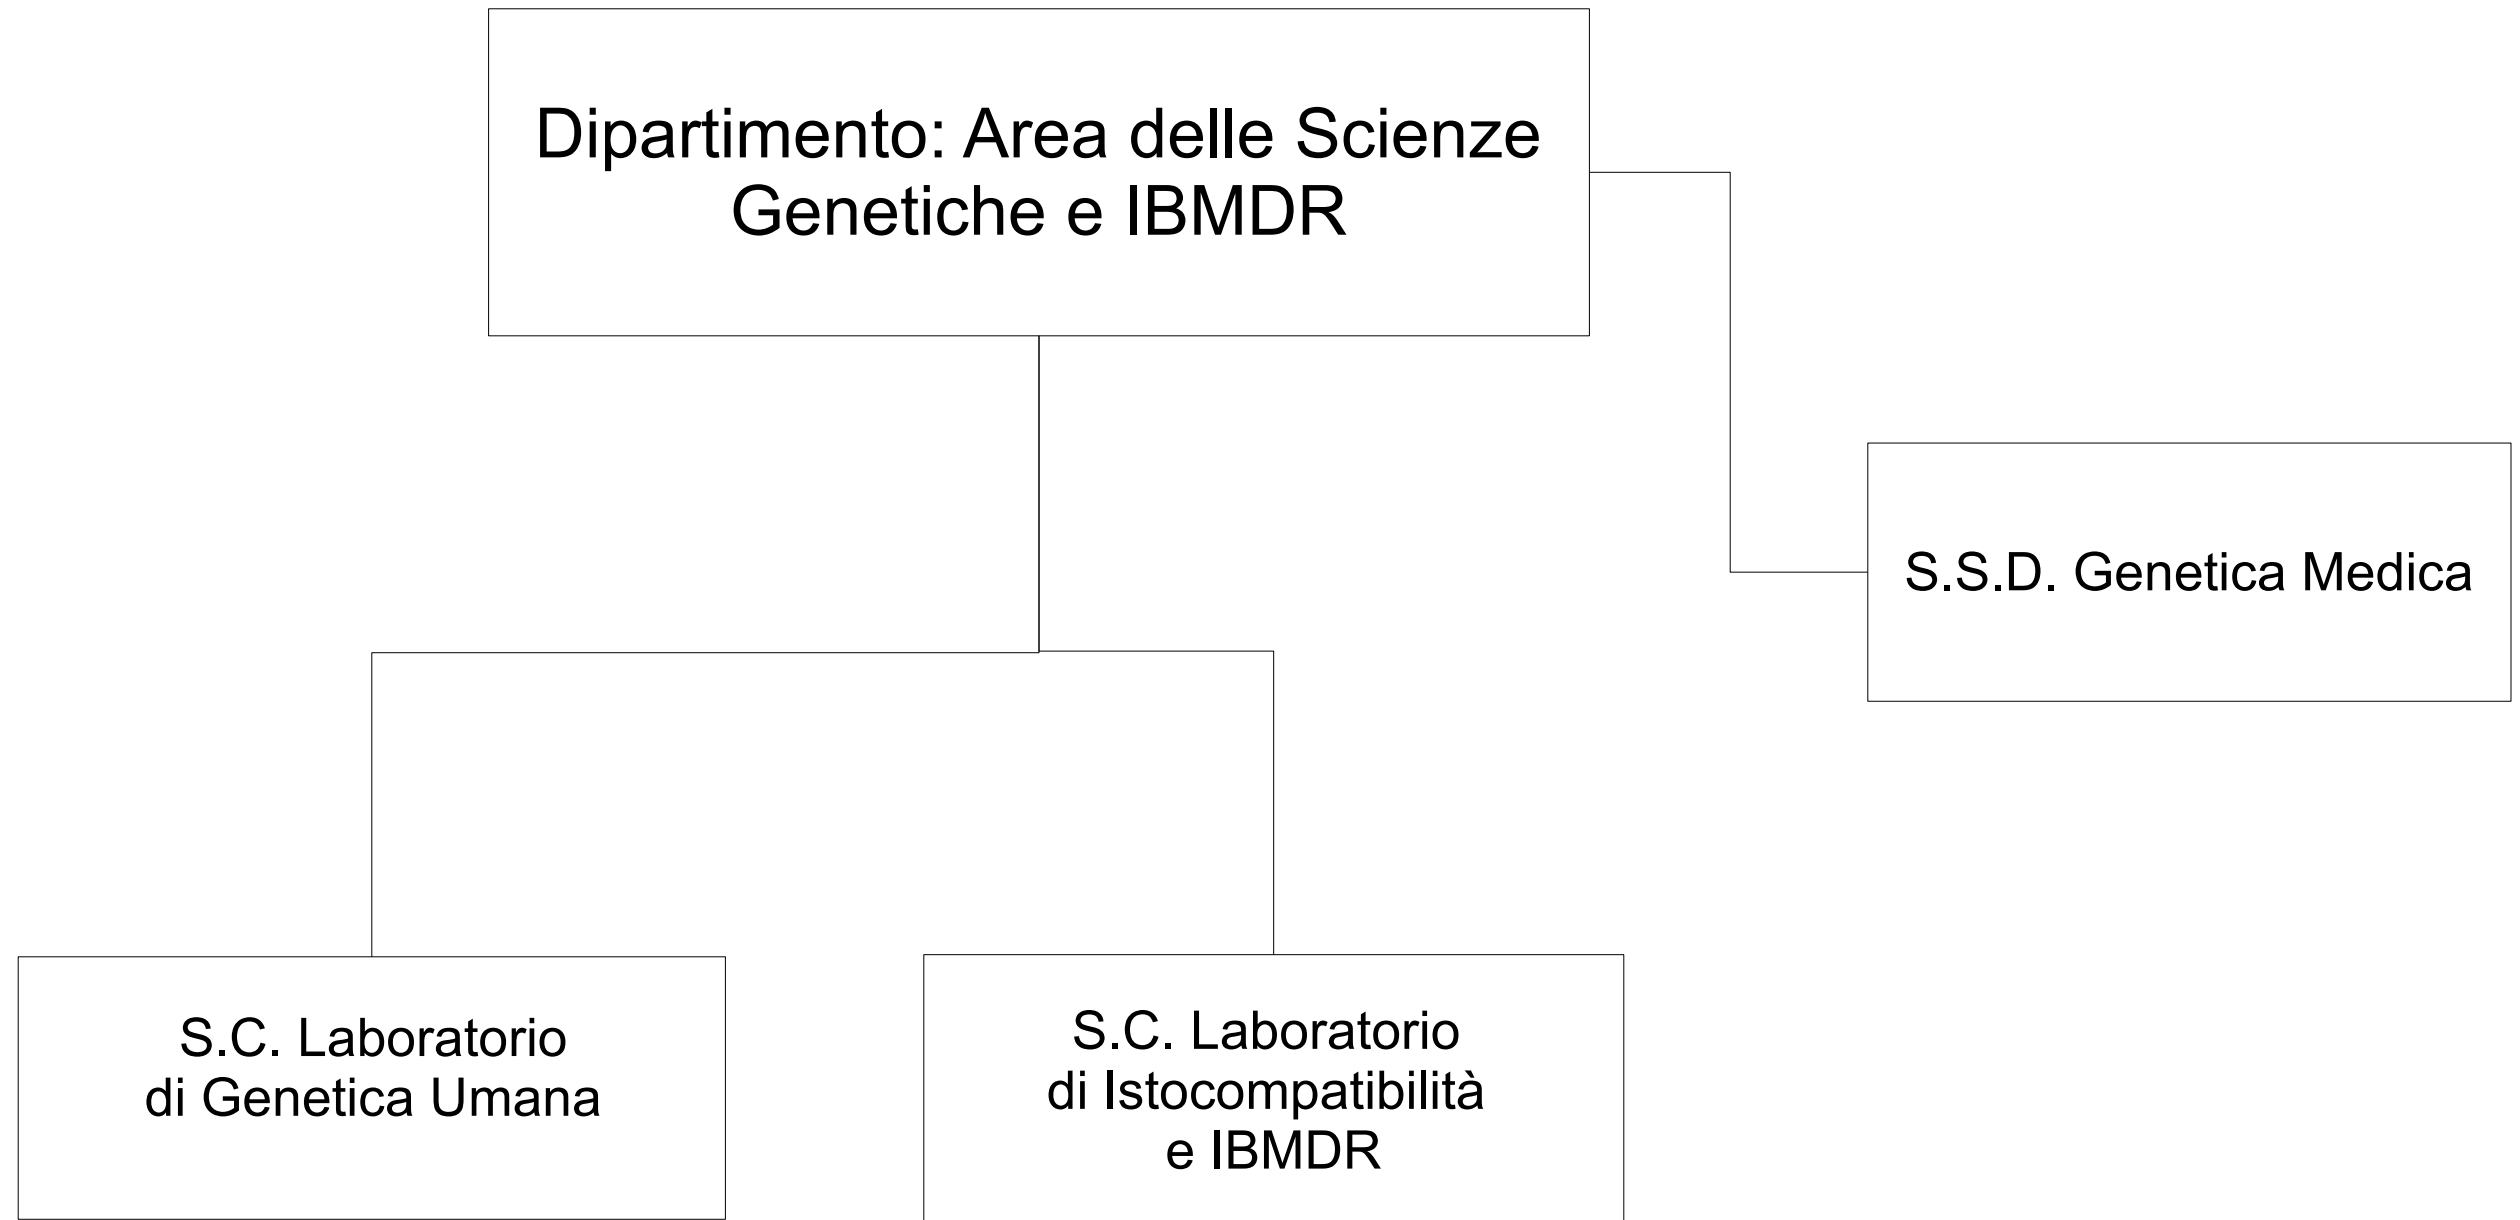 Dipartimento: Area delle Scienze
Genetiche e IBMDR
S.S.D. Genetica Medica
S.C. Laboratorio
di Genetica Umana
S.C. Laboratorio
di Istocompatibilità
e IBMDR